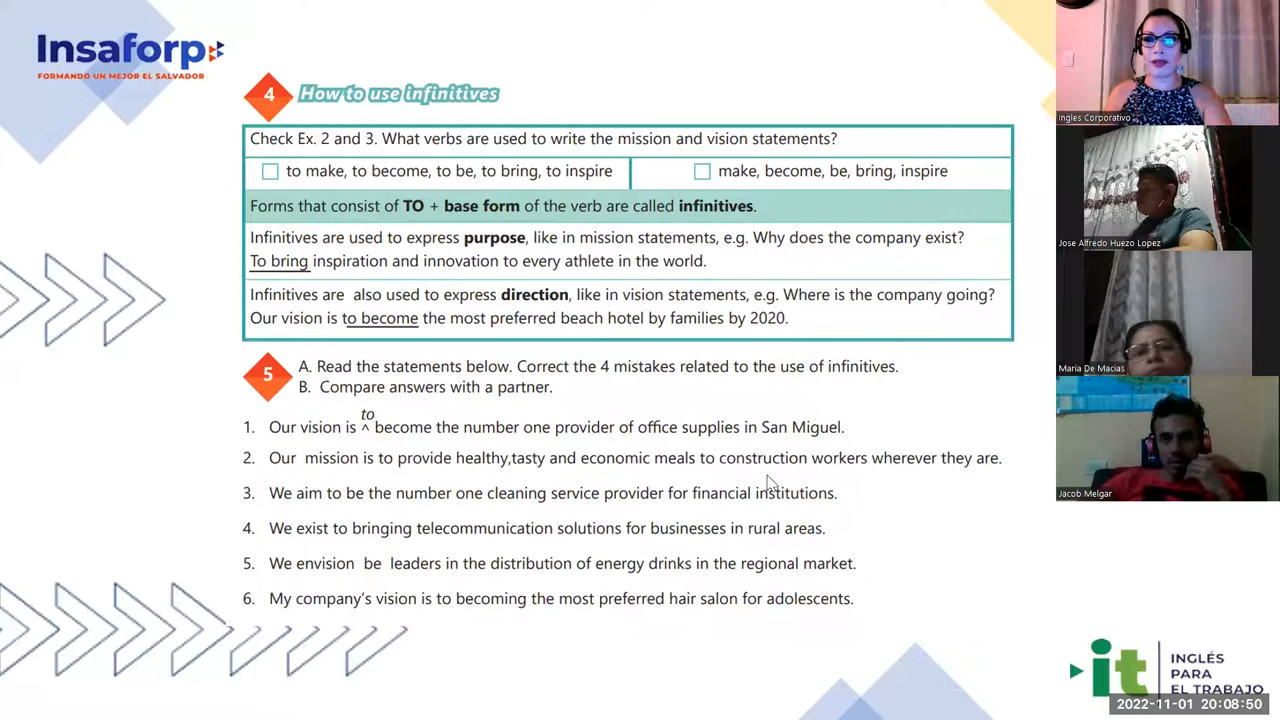 Insaforp
FORMANDO UN MEJOR EL SALVADOR
4 How to use infinitives
Check Ex. 2 and 3. What verbs are used to write the mission and vision statements?
to make, to become, to be, to bring, to inspire
make, become, be, bring, inspire
Forms that consist of TO + base form of the verb are called infinitives.
Infinitives are used to express purpose, like in mission statements, e.g. Why does the company exist?
To bring inspiration and innovation to every athlete in the world.
Infinitives are also used to express direction, like in vision statements, e.g. Where is the company going?
Our vision is to become the most preferred beach hotel by families by 2020.
5
A. Read the statements below. Correct the 4 mistakes related to the use of infinitives.
B. Compare answers with a partner.
to
1. Our vision is ^ become the number one provider of office supplies in San Miguel.
2. Our mission is to provide healthy,tasty and economic meals to construction workers wherever they are.
3. We aim to be the number one cleaning service provider for financial institutions.
4. We exist to bringing telecommunication solutions for businesses in rural areas.
5. We envision be leaders in the distribution of energy drinks in the regional market.
6. My company's vision is to becoming the most preferred hair salon for adolescents.
Ingles Corporativo
Jose Alfredo Huezo Lopez
Maria De Macias
Jacob Melgar
it
INGLÉS
PARA
EL TRABAJO
2022-11-01 20:08:50